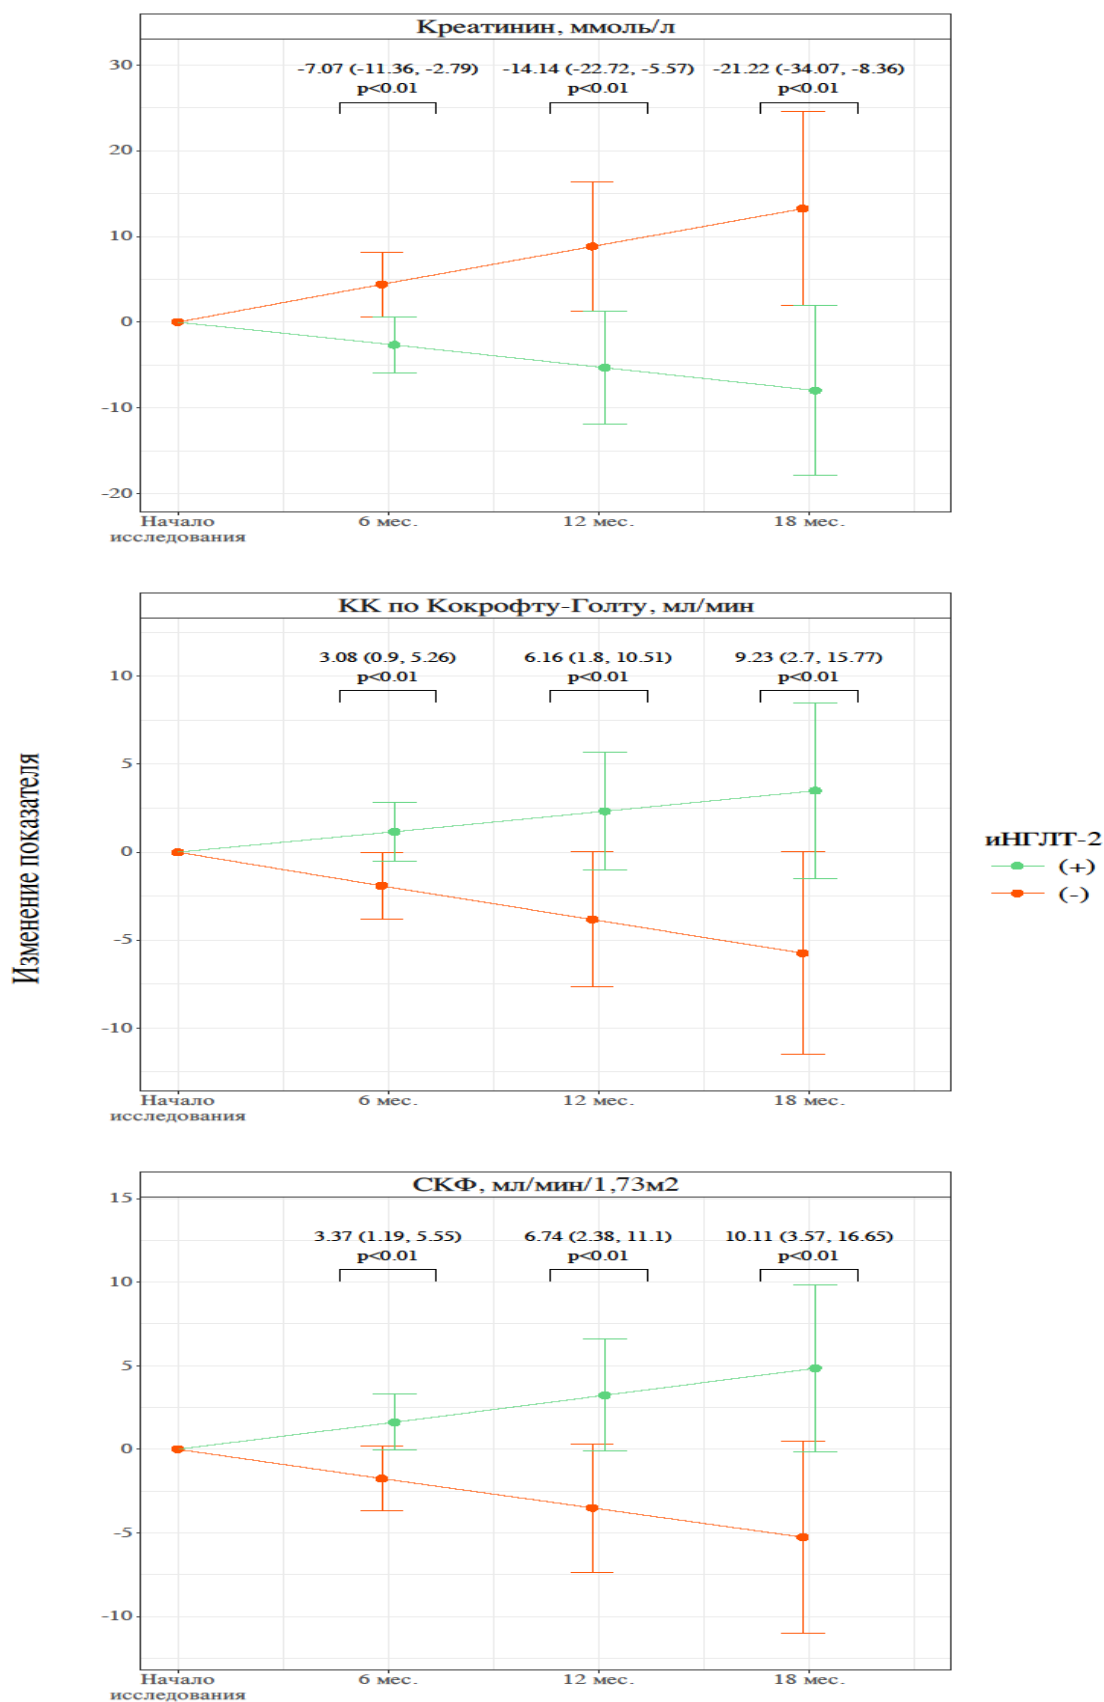 Креатинин, ммоль/л
30
20
10
0
-10
-20
-7.07 (-11.36, -2.79)
p<0.01
-14.14 (-22.72, -5.57)
p<0.01
-21.22 (-34.07, -8.36)
p<0.01
Начало
исследования
6 мес.
12 мес.
18 мес.
КК по Кокрофту-Голту, мл/мин
10
5
0
-5
-10
3.08 (0.9, 5.26)
p<0.01
6.16 (1.8, 10.51)
p<0.01
9.23 (2.7, 15.77)
p<0.01
Начало
исследования
6 мес.
12 мес.
18 мес.
Изменение показателя
иНГЛТ-2
(+)
(-)
СКФ, мл/мин/1,73м2
15
10
5
0
-5
-10
3.37 (1.19, 5.55)
p<0.01
6.74 (2.38, 11.1)
p<0.01
10.11 (3.57, 16.65)
p<0.01
Начало
исследования
6 мес.
12 мес.
18 мес.